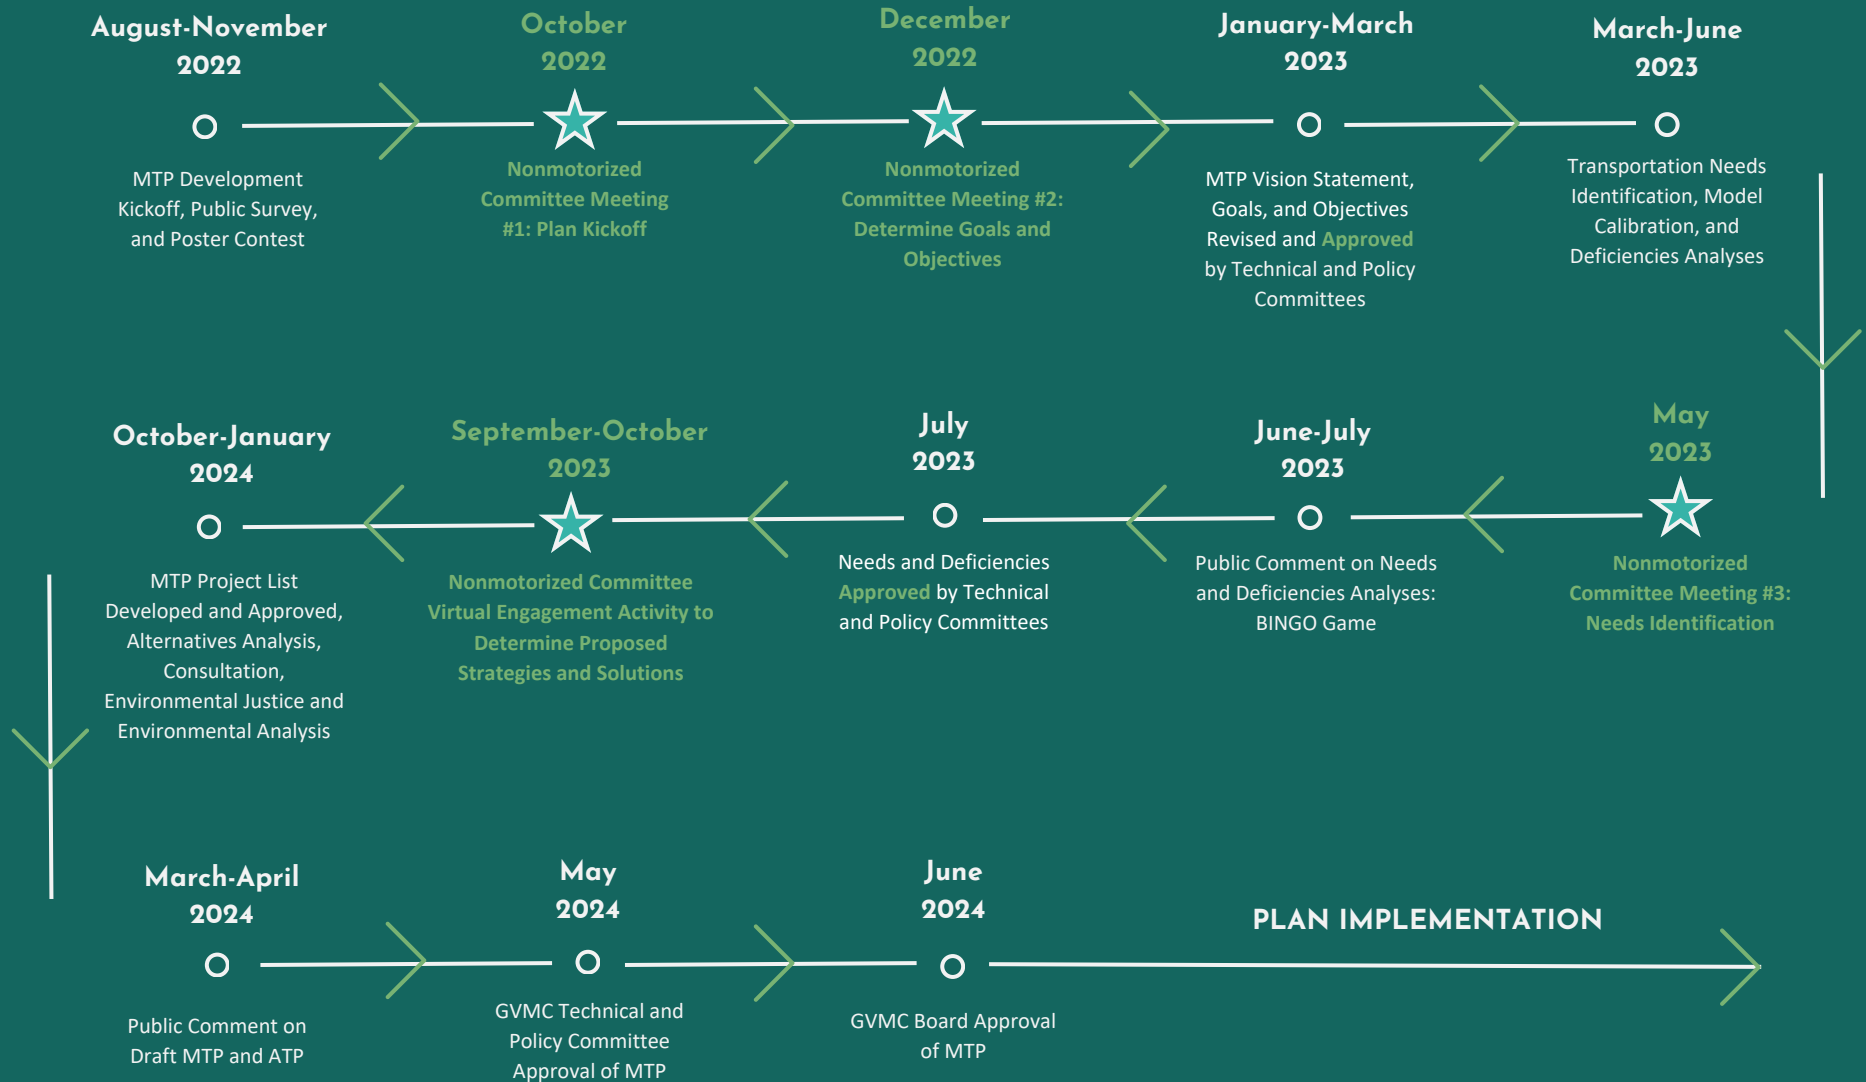 August-November
2022
MTP Development
Kickoff, Public Survey,
and Poster Contest
October
2022
Nonmotorized
Committee Meeting
#1: Plan Kickoff
December
2022
Nonmotorized
Committee Meeting #2:
Determine Goals and
Objectives
January-March
2023
MTP Vision Statement,
Goals, and Objectives
Revised and Approved
by Technical and Policy
Committees
March-June
2023
Transportation Needs
Identification, Model
Calibration, and
Deficiencies Analyses
May
2023
Nonmotorized
Committee Meeting #3:
Needs Identification
June-July
2023
Public Comment on Needs
and Deficiencies Analyses:
BINGO Game
July
2023
Needs and Deficiencies
Approved by Technical
and Policy Committees
September-October
2023
Nonmotorized Committee
Virtual Engagement Activity to
Determine Proposed
Strategies and Solutions
October-January
2024
MTP Project List
Developed and Approved,
Alternatives Analysis,
Consultation,
Environmental Justice and
Environmental Analysis
March-April
2024
Public Comment on
Draft MTP and ATP
May
2024
GVMC Technical and
Policy Committee
Approval of MTP
June
2024
GVMC Board Approval
of MTP
PLAN IMPLEMENTATION